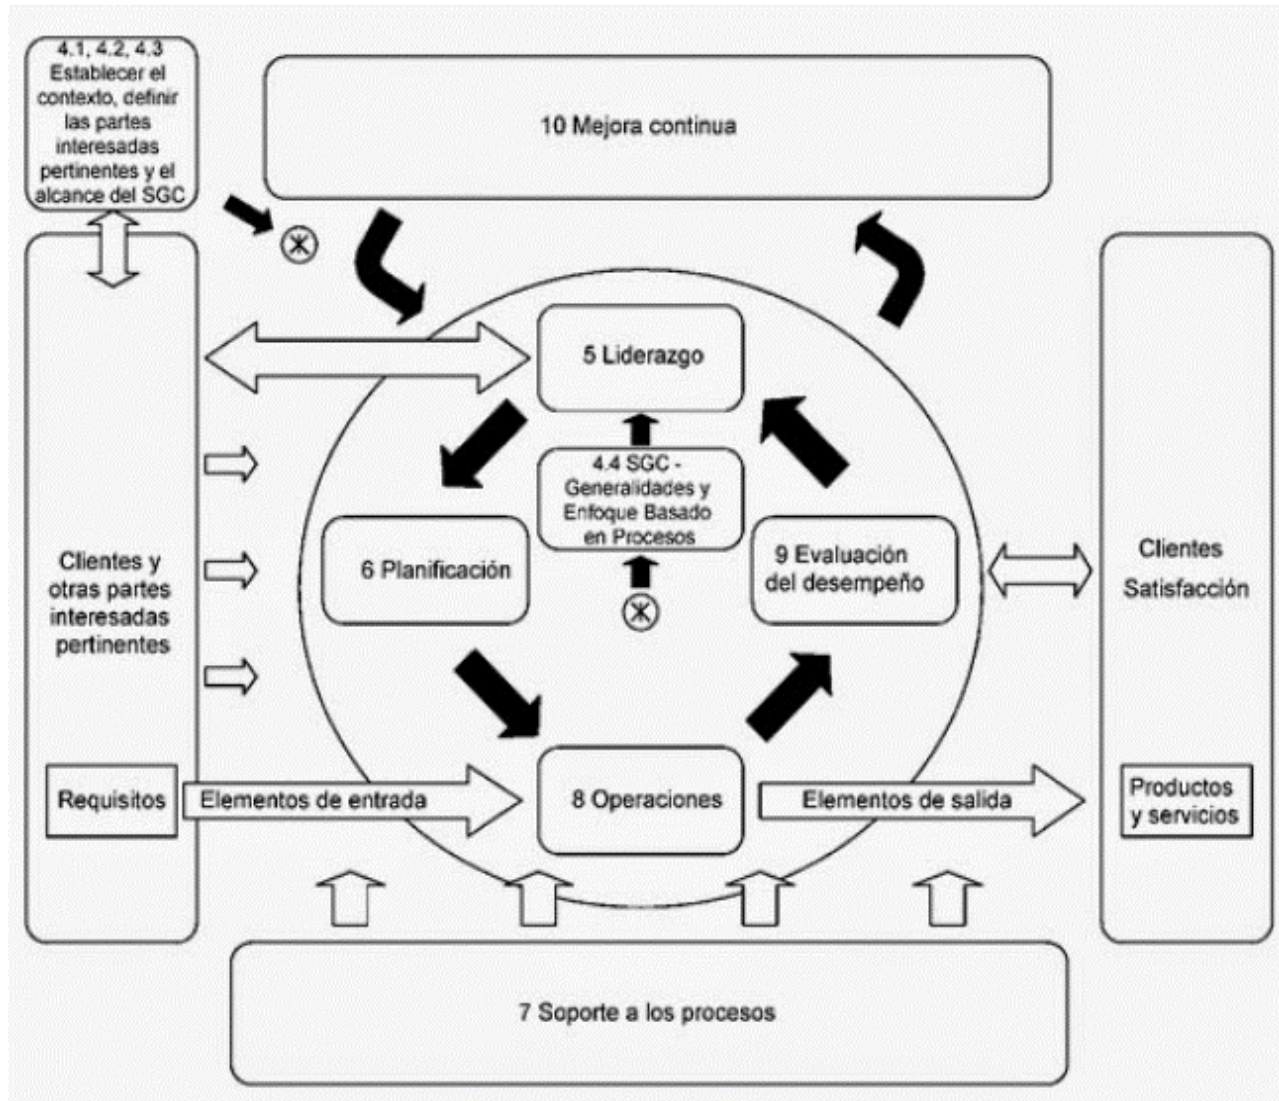 4.1, 4.2, 4.3
Establecer el
contexto, definir
las partes
interesadas
pertinentes y el
alcance del SGC
10 Mejora continua
5 Liderazgo
4.4 SGC -
Generalidades y
Enfoque Basado
en Procesos
6 Planificación
9 Evaluación
del desempeño
Clientes y
otras partes
interesadas
pertinentes
Clientes
Satisfacción
Requisitos
Elementos de entrada
8 Operaciones
Elementos de salida
Productos
y servicios
7 Soporte a los procesos